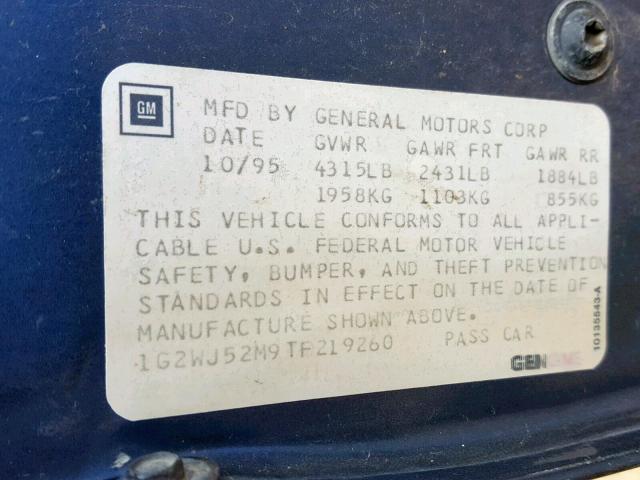 GM
MFD BY GENERAL MOTORS CORP
DATE GVWR GAWR FRT GAWR RR
10/95 4315LB 2431LB 1884LB
1958KG 1103KG 855KG
THIS VEHICLE CONFORMS TO ALL APPLI-
CABLE U.S. FEDERAL MOTOR VEHICLE
SAFETY, BUMPER, AND THEFT PREVENTION
STANDARDS IN EFFECT ON THE DATE OF
MANUFACTURE SHOWN ABOVE.
1G2WJ52M9TF219260 PASS CAR
GENUINE
10135543-A